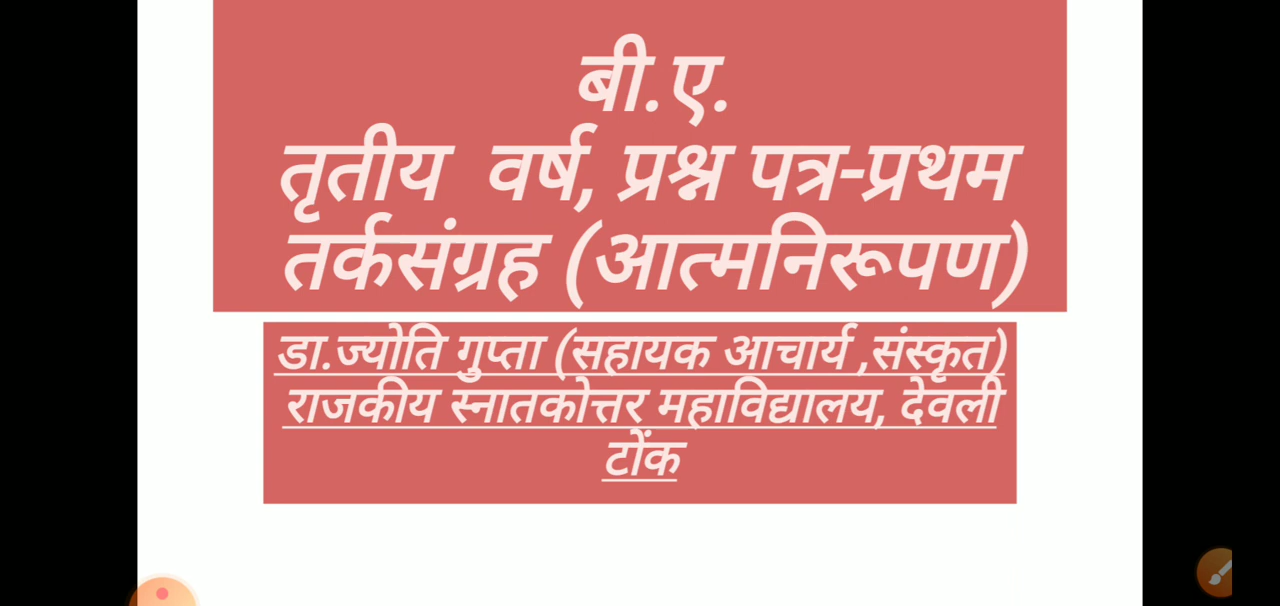 बी.ए.
तृतीय वर्ष, प्रश्न पत्र-प्रथम
तर्कसंग्रह (आत्मनिरूपण)
डा.ज्योति गुप्ता (सहायक आचार्य ,संस्कृत)
राजकीय स्नातकोत्तर महाविद्यालय, देवली
टोंक